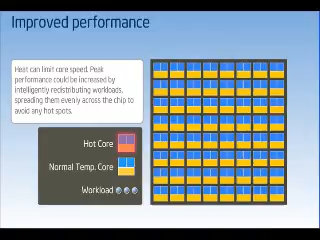 Improved performance
Heat can limit core speed. Peak
performance could be increased by
intelligently redistributing workloads,
spreading them evenly across the chip to
avoid any hot spots.
Hot Core
Normal Temp. Core
Workload